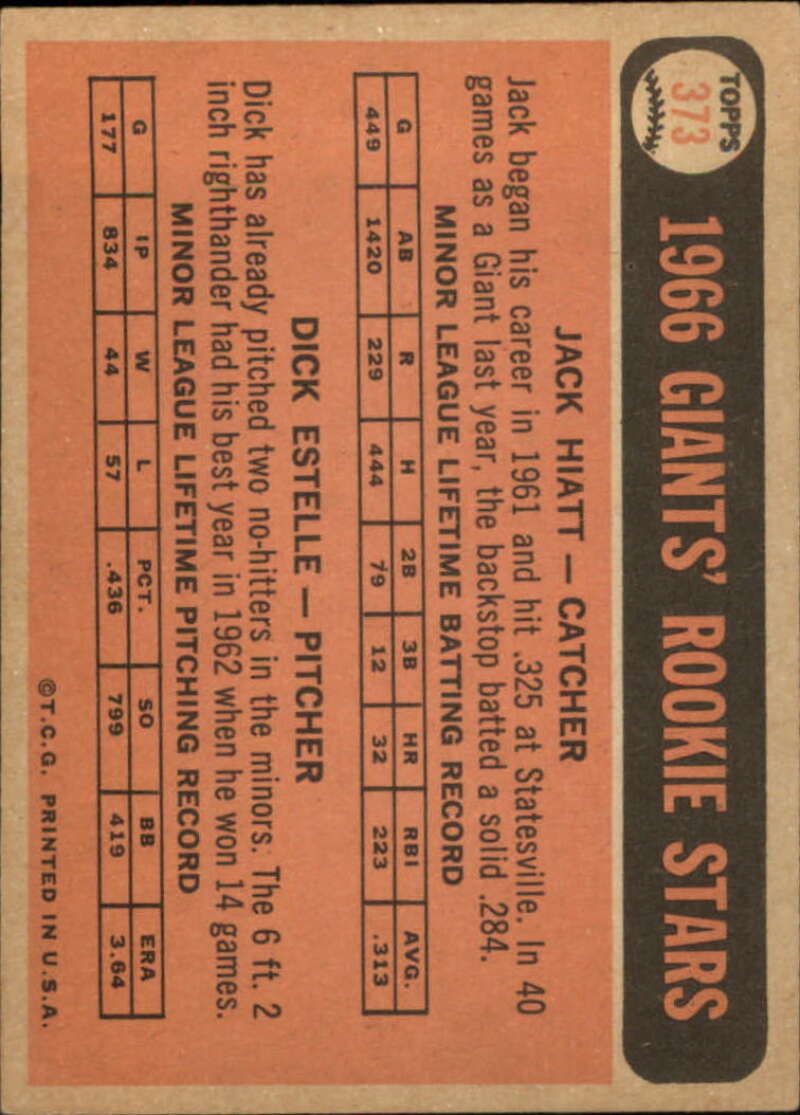 TOPPS
373
1966 GIANTS' ROOKIE STARS
JACK HIATT — CATCHER
Jack began his career in 1961 and hit .325 at Statesville. In 40
games as a Giant last year, the backstop batted a solid .284.
MINOR LEAGUE LIFETIME BATTING RECORD
G AB R H 2B 3B HR RBI AVG.
449 1420 229 444 79 12 32 223 .313
DICK ESTELLE — PITCHER
Dick has already pitched two no-hitters in the minors. The 6 ft. 2
inch righthander had his best year in 1962 when he won 14 games.
MINOR LEAGUE LIFETIME PITCHING RECORD
G IP W L PCT. SO BB ERA
177 834 44 57 .436 799 419 3.64
©T.C.G. PRINTED IN U.S.A.